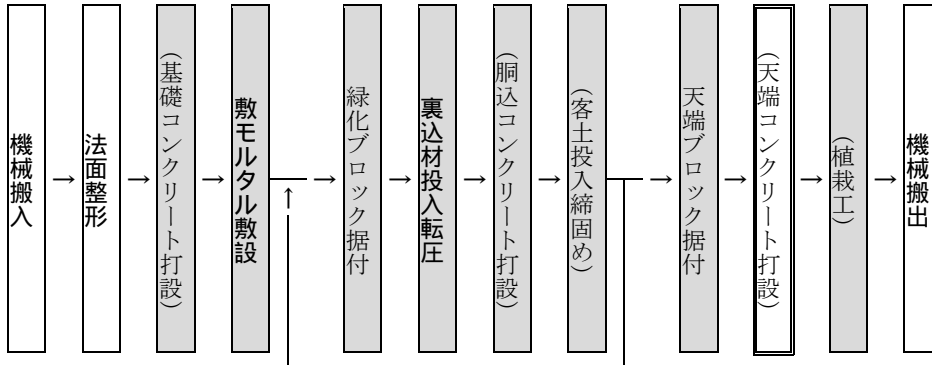 機械搬入
→
法面整形
→
(基礎コンクリート打設)
→
敷モルタル敷設
→
↑
緑化ブロック据付
→
裏込材投入転圧
→
(胴込コンクリート打設)
→
(客土投入締固め)
→
天端ブロック据付
→
(天端コンクリート打設)
→
(植栽工)
→
機械搬出